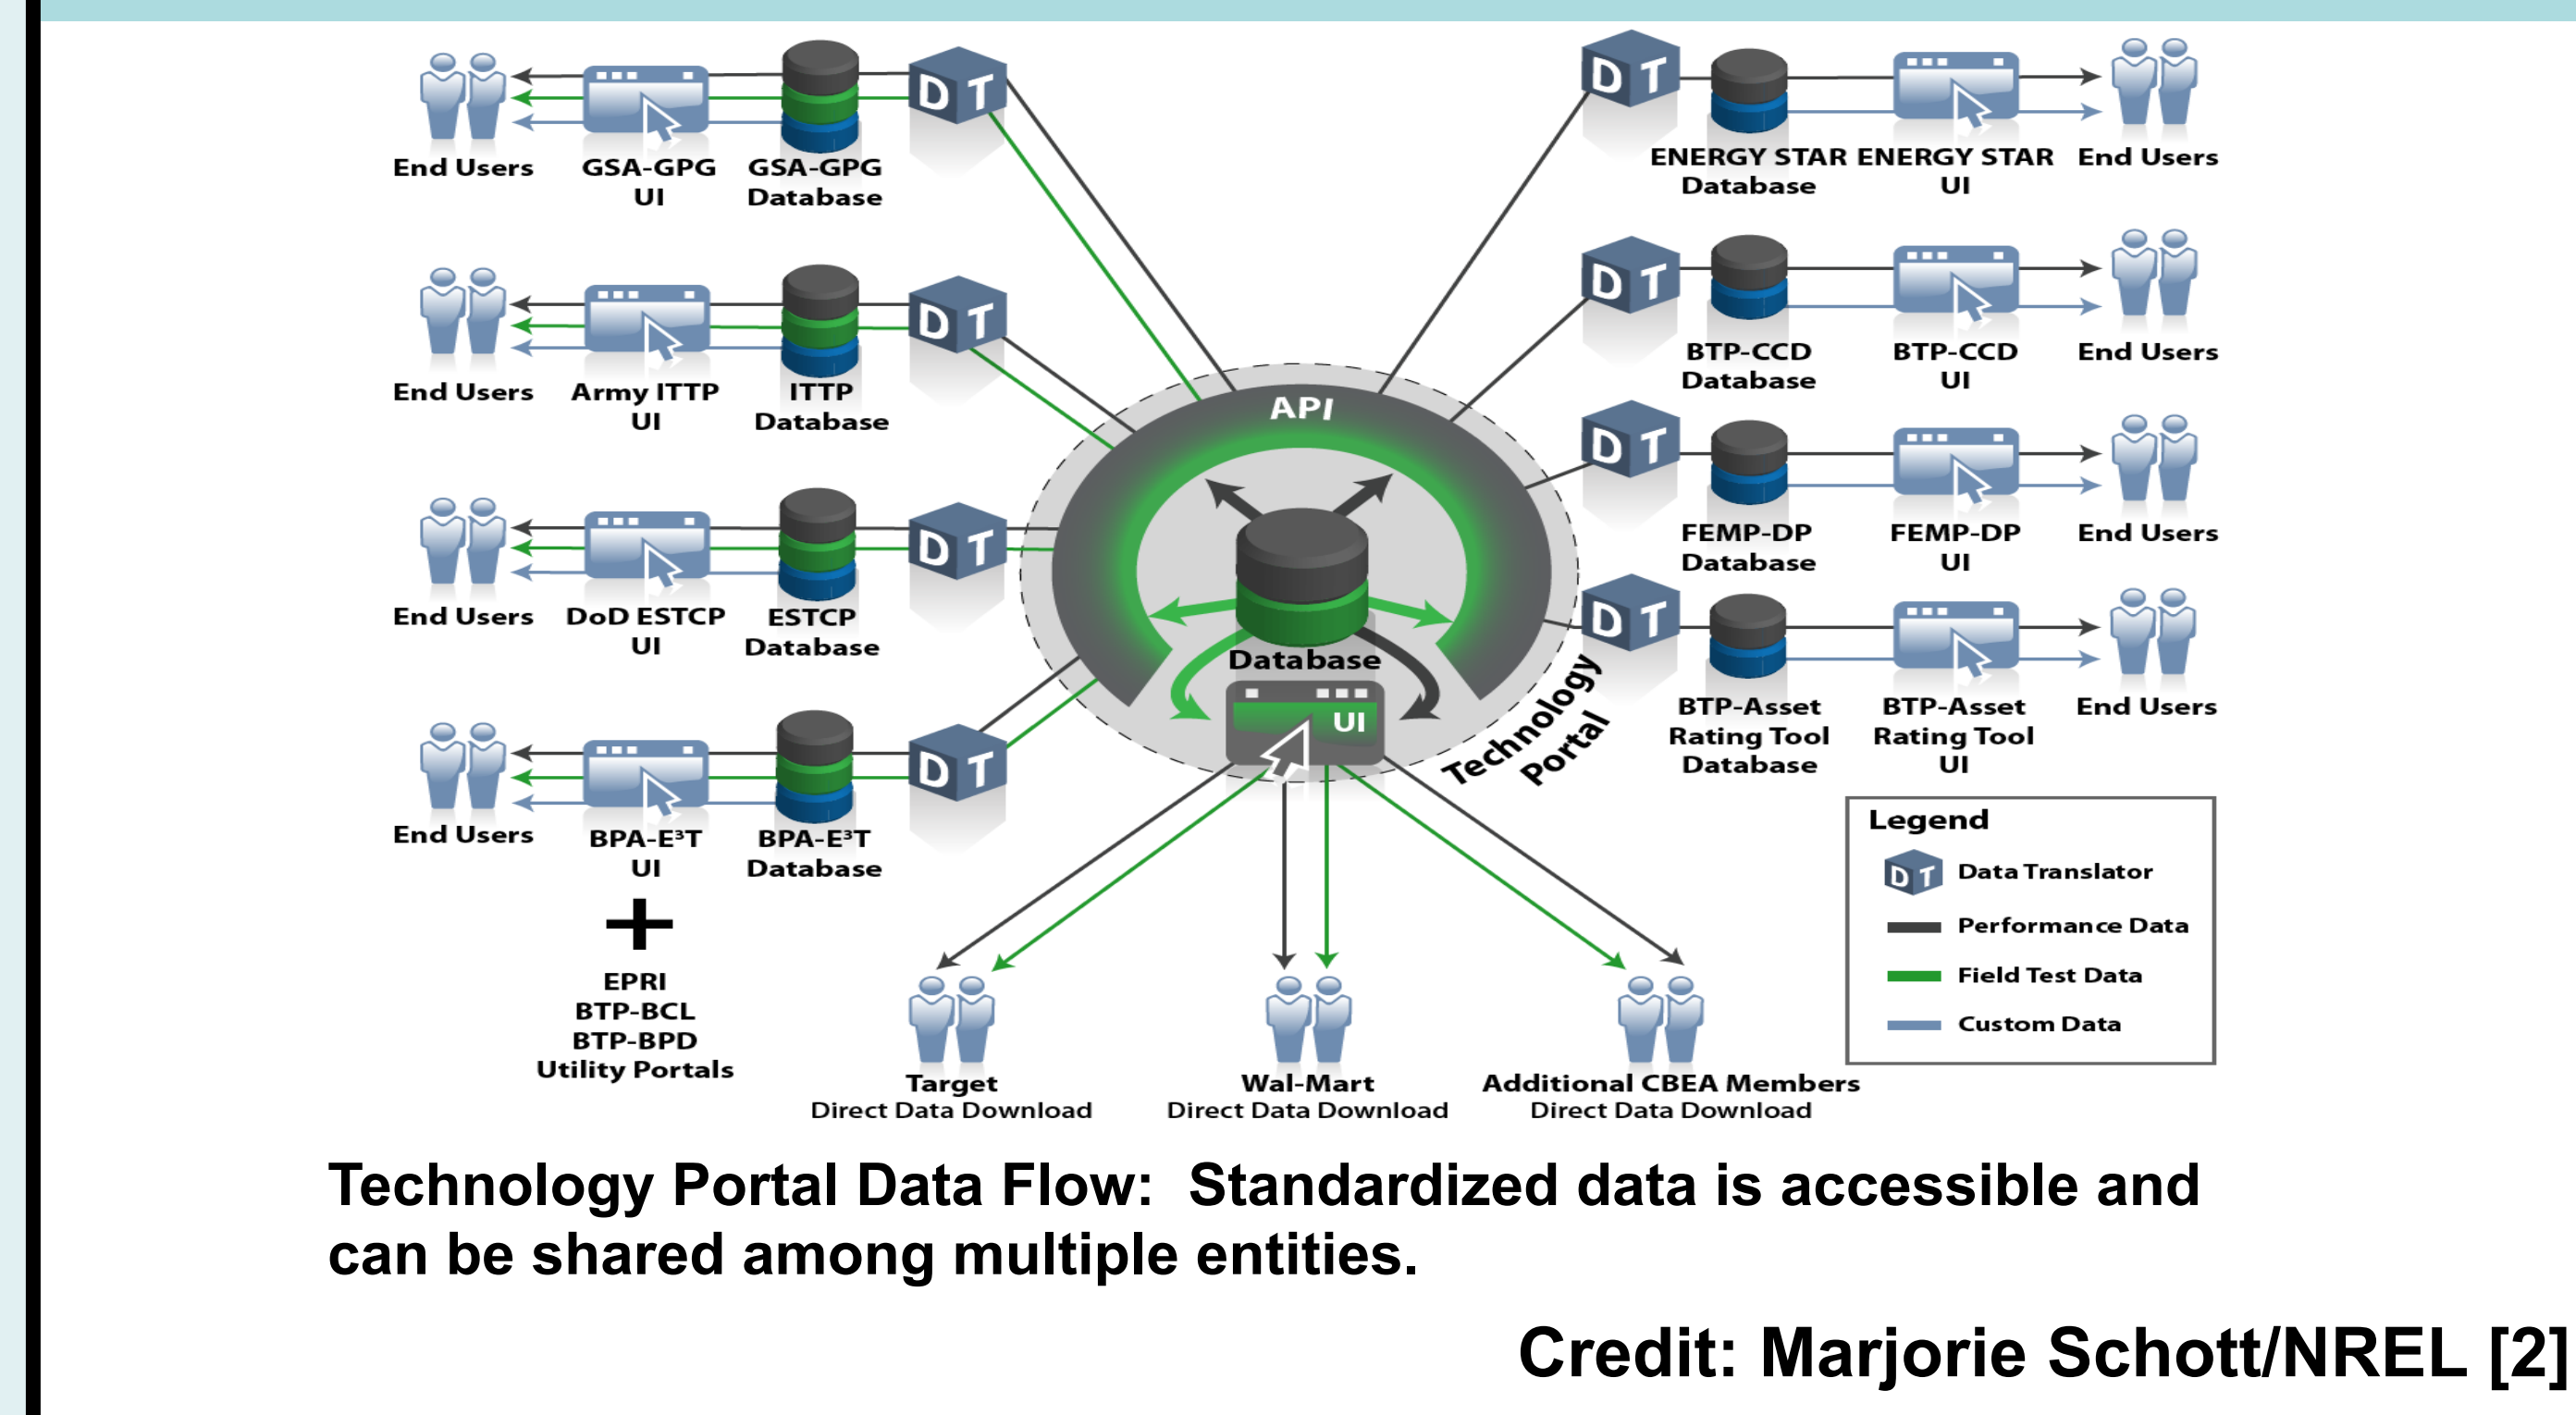 D T
End Users
GSA-GPG
UI
GSA-GPG
Database
D T
End Users
Army ITTP
UI
ITTP
Database
D T
End Users
DoD ESTCP
UI
ESTCP
Database
D T
End Users
BPA-E³T
UI
BPA-E³T
Database
+
EPRI
BTP-BCL
BTP-BPD
Utility Portals
API
Database
UI
Technology
Portal
D T
ENERGY STAR
Database
ENERGY STAR
UI
End Users
D T
BTP-CCD
Database
BTP-CCD
UI
End Users
D T
FEMP-DP
Database
FEMP-DP
UI
End Users
D T
BTP-Asset
Rating Tool
Database
BTP-Asset
Rating Tool
UI
End Users
Legend
D T Data Translator
Performance Data
Field Test Data
Custom Data
Target
Direct Data Download
Wal-Mart
Direct Data Download
Additional CBEA Members
Direct Data Download
Technology Portal Data Flow:  Standardized data is accessible and
can be shared among multiple entities.
Credit: Marjorie Schott/NREL [2]